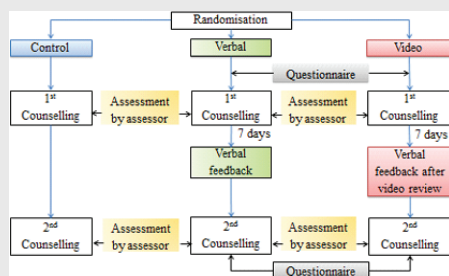 Randomisation
Control
Verbal
Video
Questionnaire
1st
Counselling
Assessment
by assessor
1st
Counselling
Assessment
by assessor
1st
Counselling
7 days
7 days
Verbal
feedback
Verbal
feedback after
video review
2nd
Counselling
Assessment
by assessor
2nd
Counselling
Assessment
by assessor
2nd
Counselling
Questionnaire